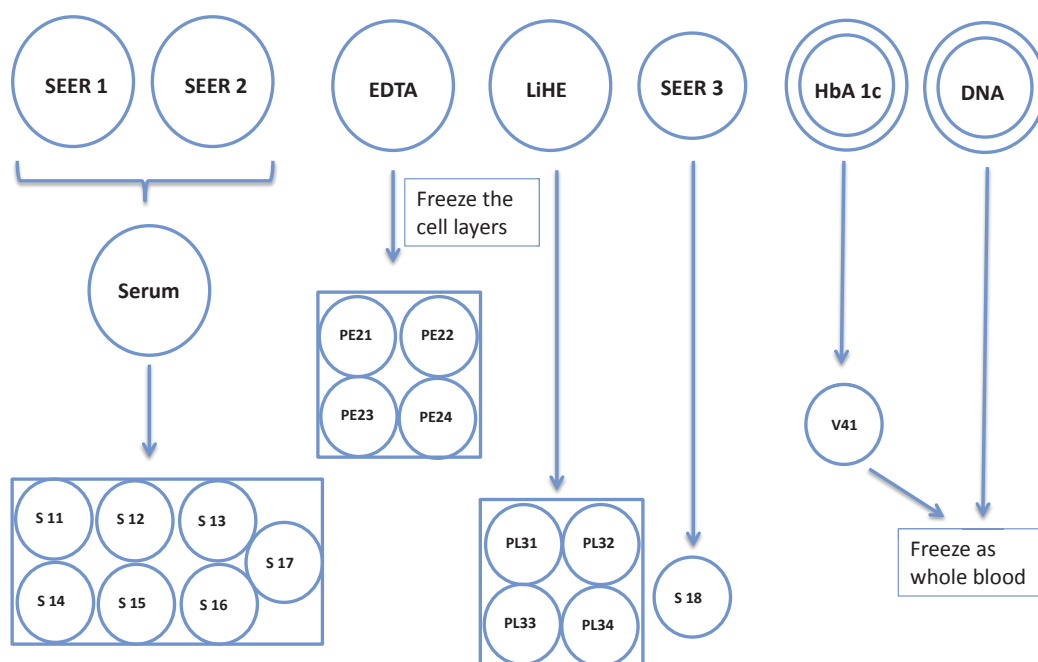 SEER 1
SEER 2
EDTA
LiHE
SEER 3
HbA 1c
DNA
Freeze the
cell layers
Serum
PE21
PE22
PE23
PE24
V41
S 11
S 12
S 13
S 17
S 14
S 15
S 16
PL31
PL32
PL33
PL34
S 18
Freeze as
whole blood